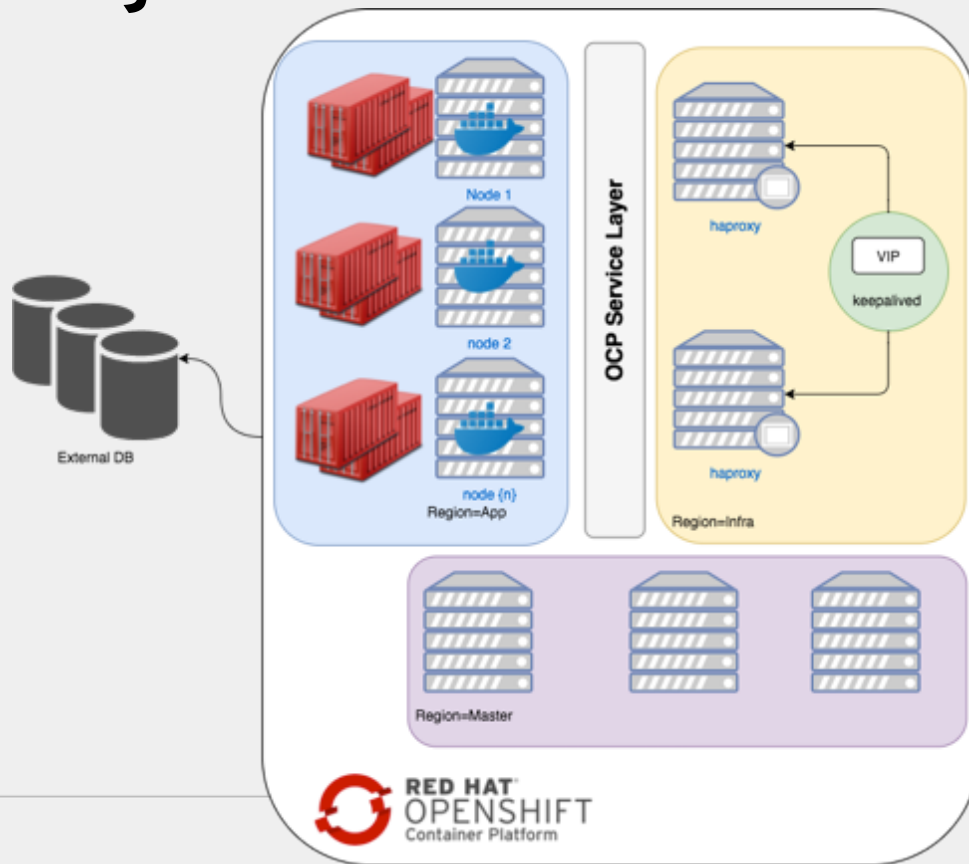 Node 1
node 2
node {n}
Region=App
OCP Service Layer
haproxy
VIP
keepalived
haproxy
Region=Infra
External DB
Region=Master
RED HAT
OPENSHIFT
Container Platform